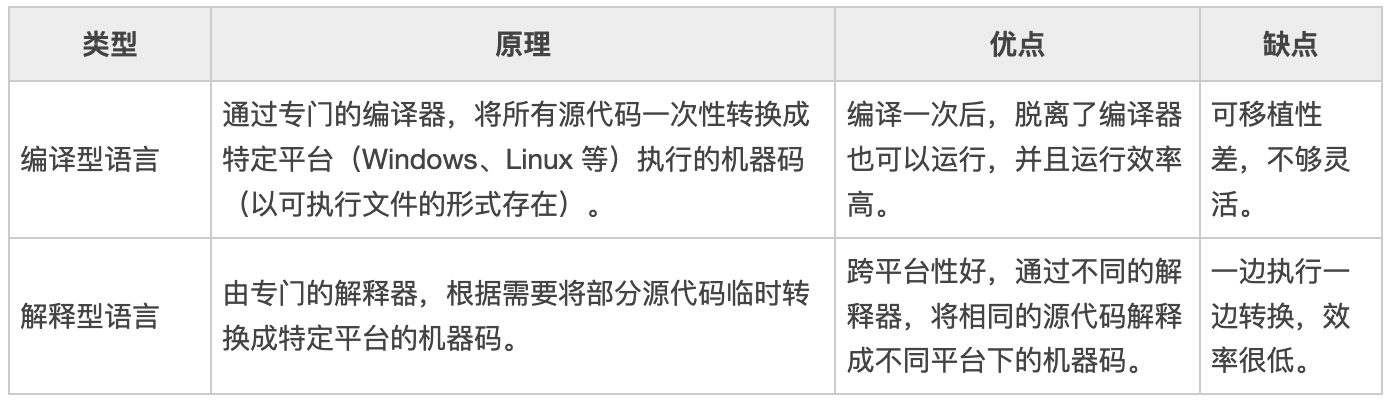 类型
原理
优点
缺点
编译型语言
通过专门的编译器，将所有源代码一次性转换成
特定平台（Windows、Linux 等）执行的机器码
（以可执行文件的形式存在）。
编译一次后，脱离了编译器
也可以运行，并且运行效率
高。
可移植性
差，不够灵
活。
解释型语言
由专门的解释器，根据需要将部分源代码临时转
换成特定平台的机器码。
跨平台性好，通过不同的解
释器，将相同的源代码解释
成不同平台下的机器码。
一边执行一
边转换，效
率很低。